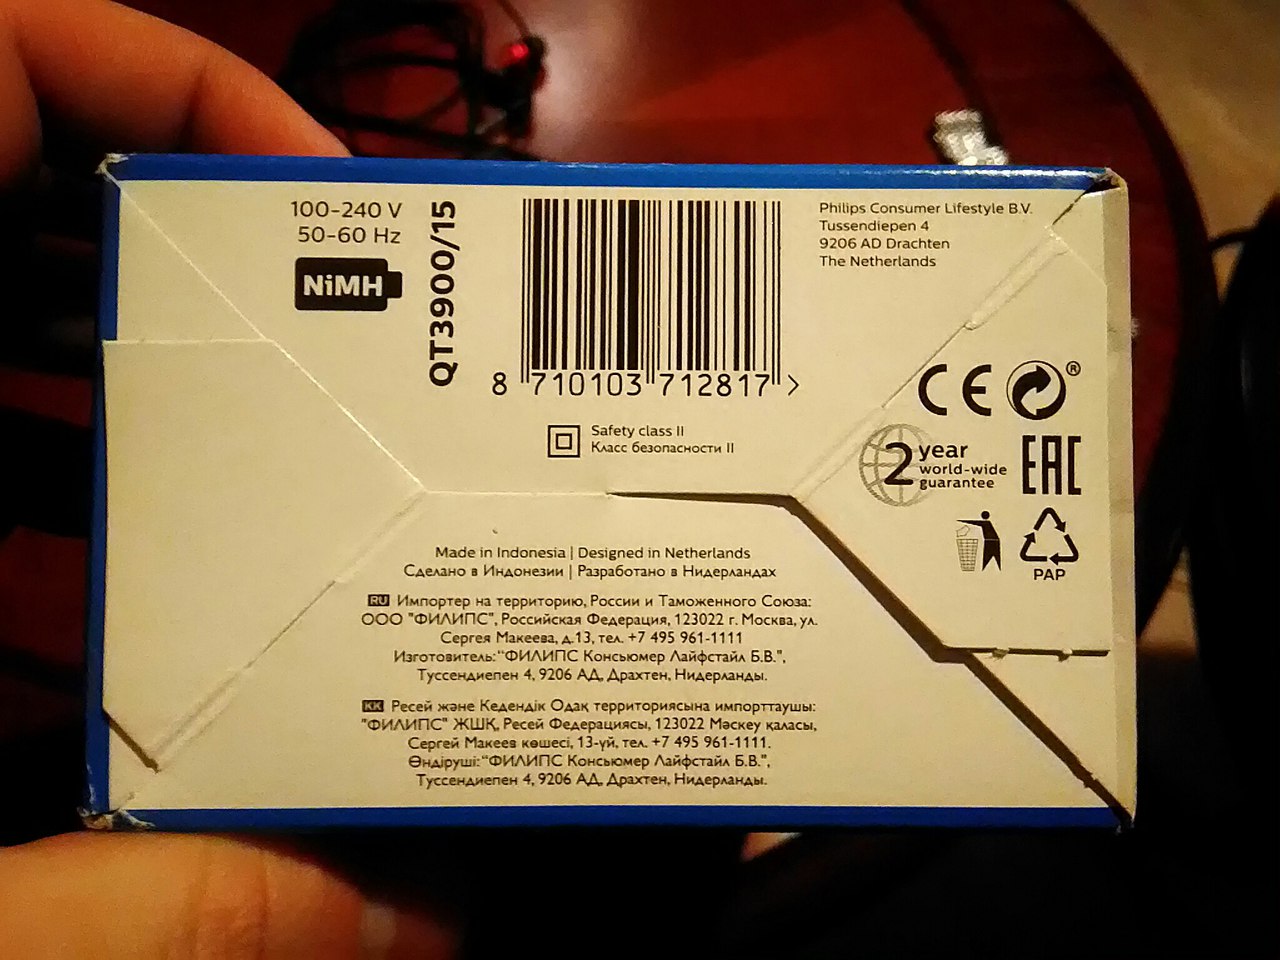 100-240 V
50-60 Hz
NiMH
QT3900/15
8 710103 712817 >
Philips Consumer Lifestyle B.V.
Tussendiepen 4
9206 AD Drachten
The Netherlands
CE
®
Safety class II
Класс безопасности II
2 year
world-wide
guarantee
EAC
PAP
Made in Indonesia | Designed in Netherlands
Сделано в Индонезии | Разработано в Нидерландах
RU Импортер на территорию, России и Таможенного Союза:
ООО "ФИЛИПС", Российская Федерация, 123022 г. Москва, ул.
Сергея Макеева, д.13, тел. +7 495 961-1111
Изготовитель: "ФИЛИПС Консьюмер Лайфстайл Б.В.",
Туссендиепен 4, 9206 АД, Драхтен, Нидерланды.
KK Ресей және Кедендік Одақ территориясына импорттаушы:
"ФИЛИПС" ЖШҚ, Ресей Федерациясы, 123022 Мәскеу қаласы,
Сергей Макеев көшесі, 13-үй, тел. +7 495 961-1111.
Өндіруші: "ФИЛИПС Консьюмер Лайфстайл Б.В.",
Туссендиепен 4, 9206 АД, Драхтен, Нидерланды.